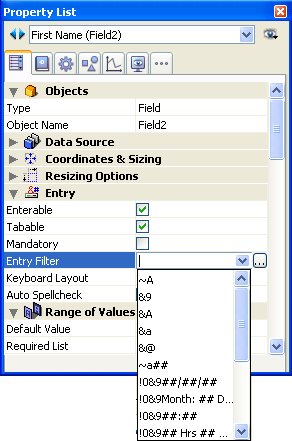 Property List
First Name (Field2)
Objects
Type Field
Object Name Field2
Data Source
Coordinates & Sizing
Resizing Options
Entry
Enterable
Tabable
Mandatory
Entry Filter ...
Keyboard Layout
Auto Spellcheck
Range of Values
Default Value
Required List
~A
&9
&A
&a
&@
~a##
!0&9##/##/##
!0&9Month: ## D...
!0&9##:##
!0&9## Hrs ## ...